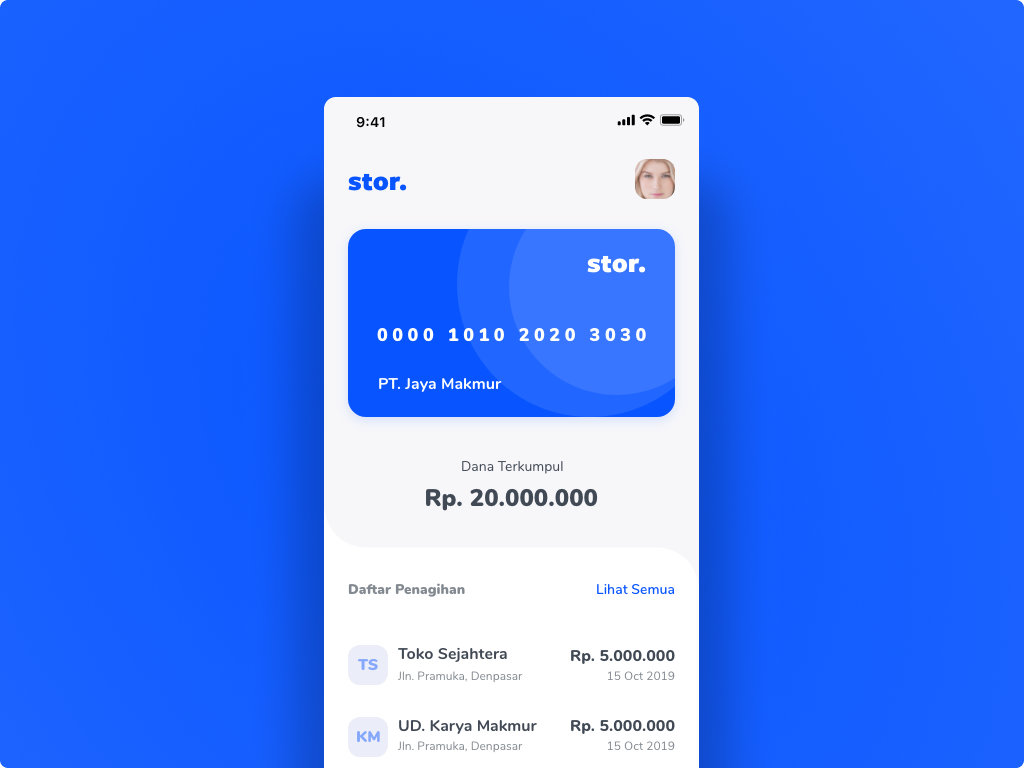 9:41
stor.
stor.
0000 1010 2020 3030
PT. Jaya Makmur
Dana Terkumpul
Rp. 20.000.000
Daftar Penagihan Lihat Semua
TS Toko Sejahtera Rp. 5.000.000
Jln. Pramuka, Denpasar 15 Oct 2019
KM UD. Karya Makmur Rp. 5.000.000
Jln. Pramuka, Denpasar 15 Oct 2019